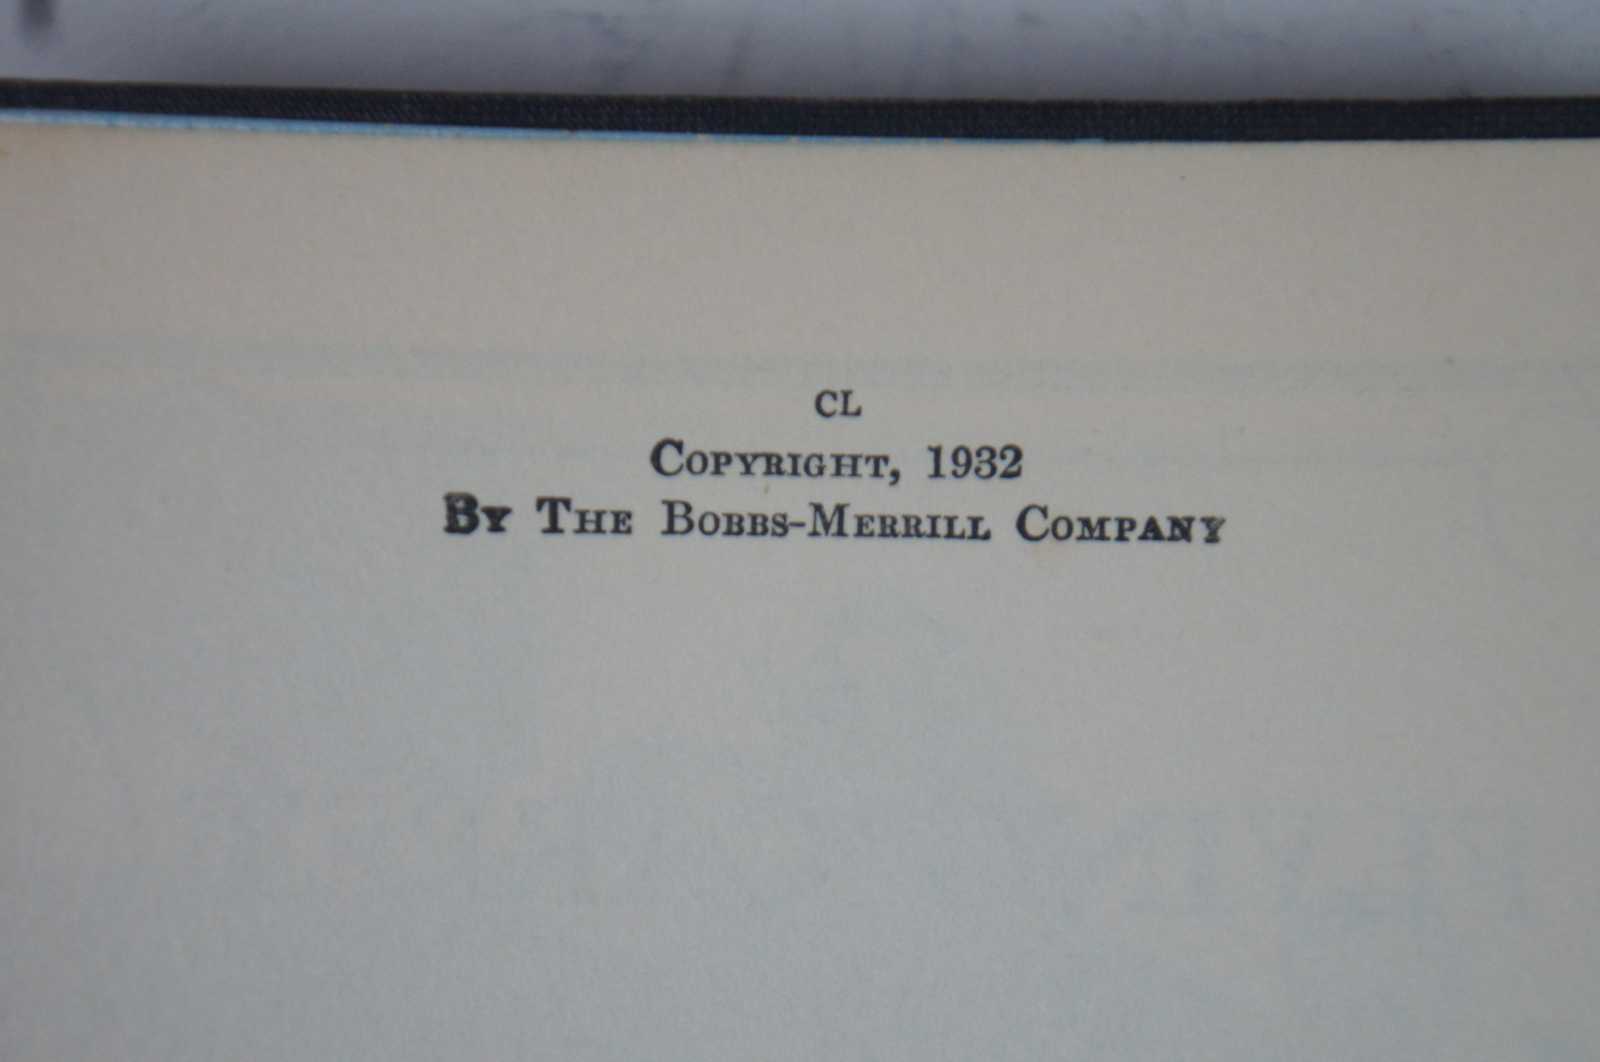 CL
COPYRIGHT, 1932
BY THE BOBBS-MERRILL COMPANY